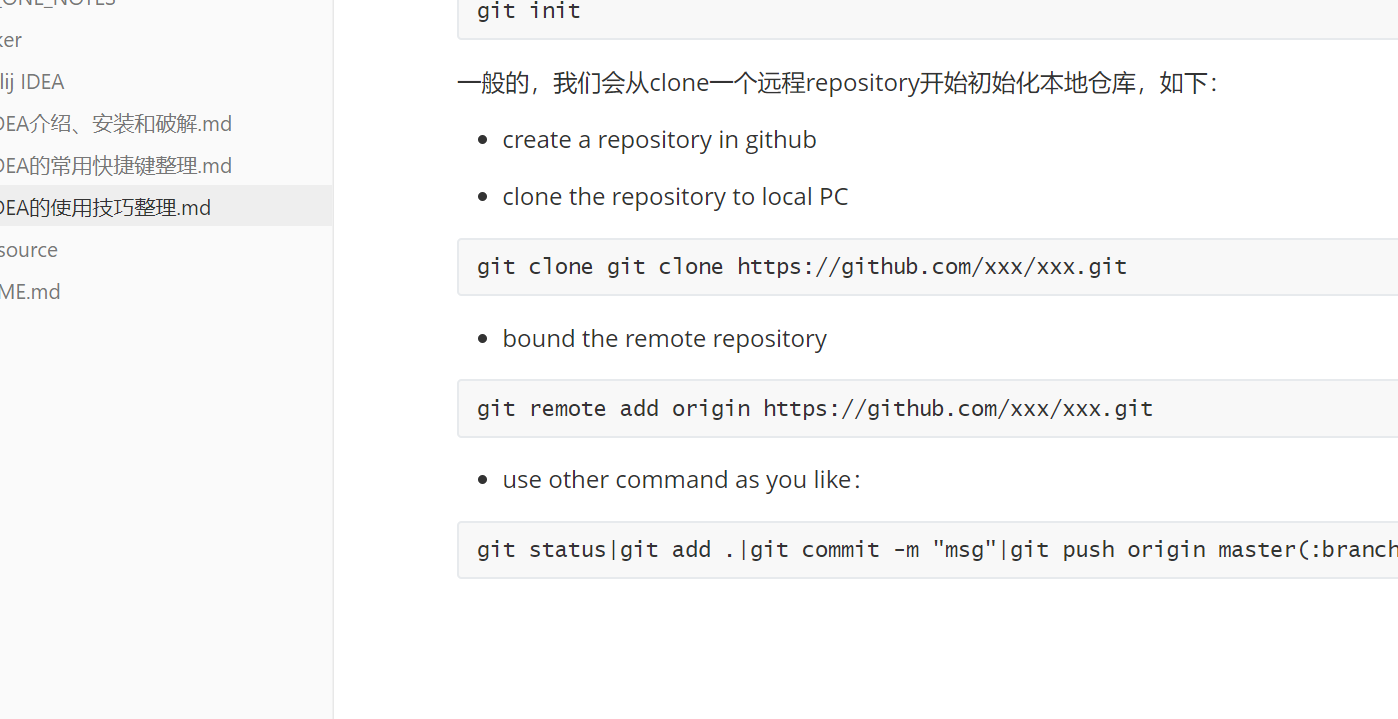 _ONE_NOTES
ker
lij IDEA
DEA介绍、安装和破解.md
DEA的常用快捷键整理.md
DEA的使用技巧整理.md
source
ME.md
git init
一般的，我们会从clone一个远程repository开始初始化本地仓库，如下：
create a repository in github
clone the repository to local PC
git clone git clone https://github.com/xxx/xxx.git
bound the remote repository
git remote add origin https://github.com/xxx/xxx.git
use other command as you like：
git status|git add .|git commit -m "msg"|git push origin master(:branch